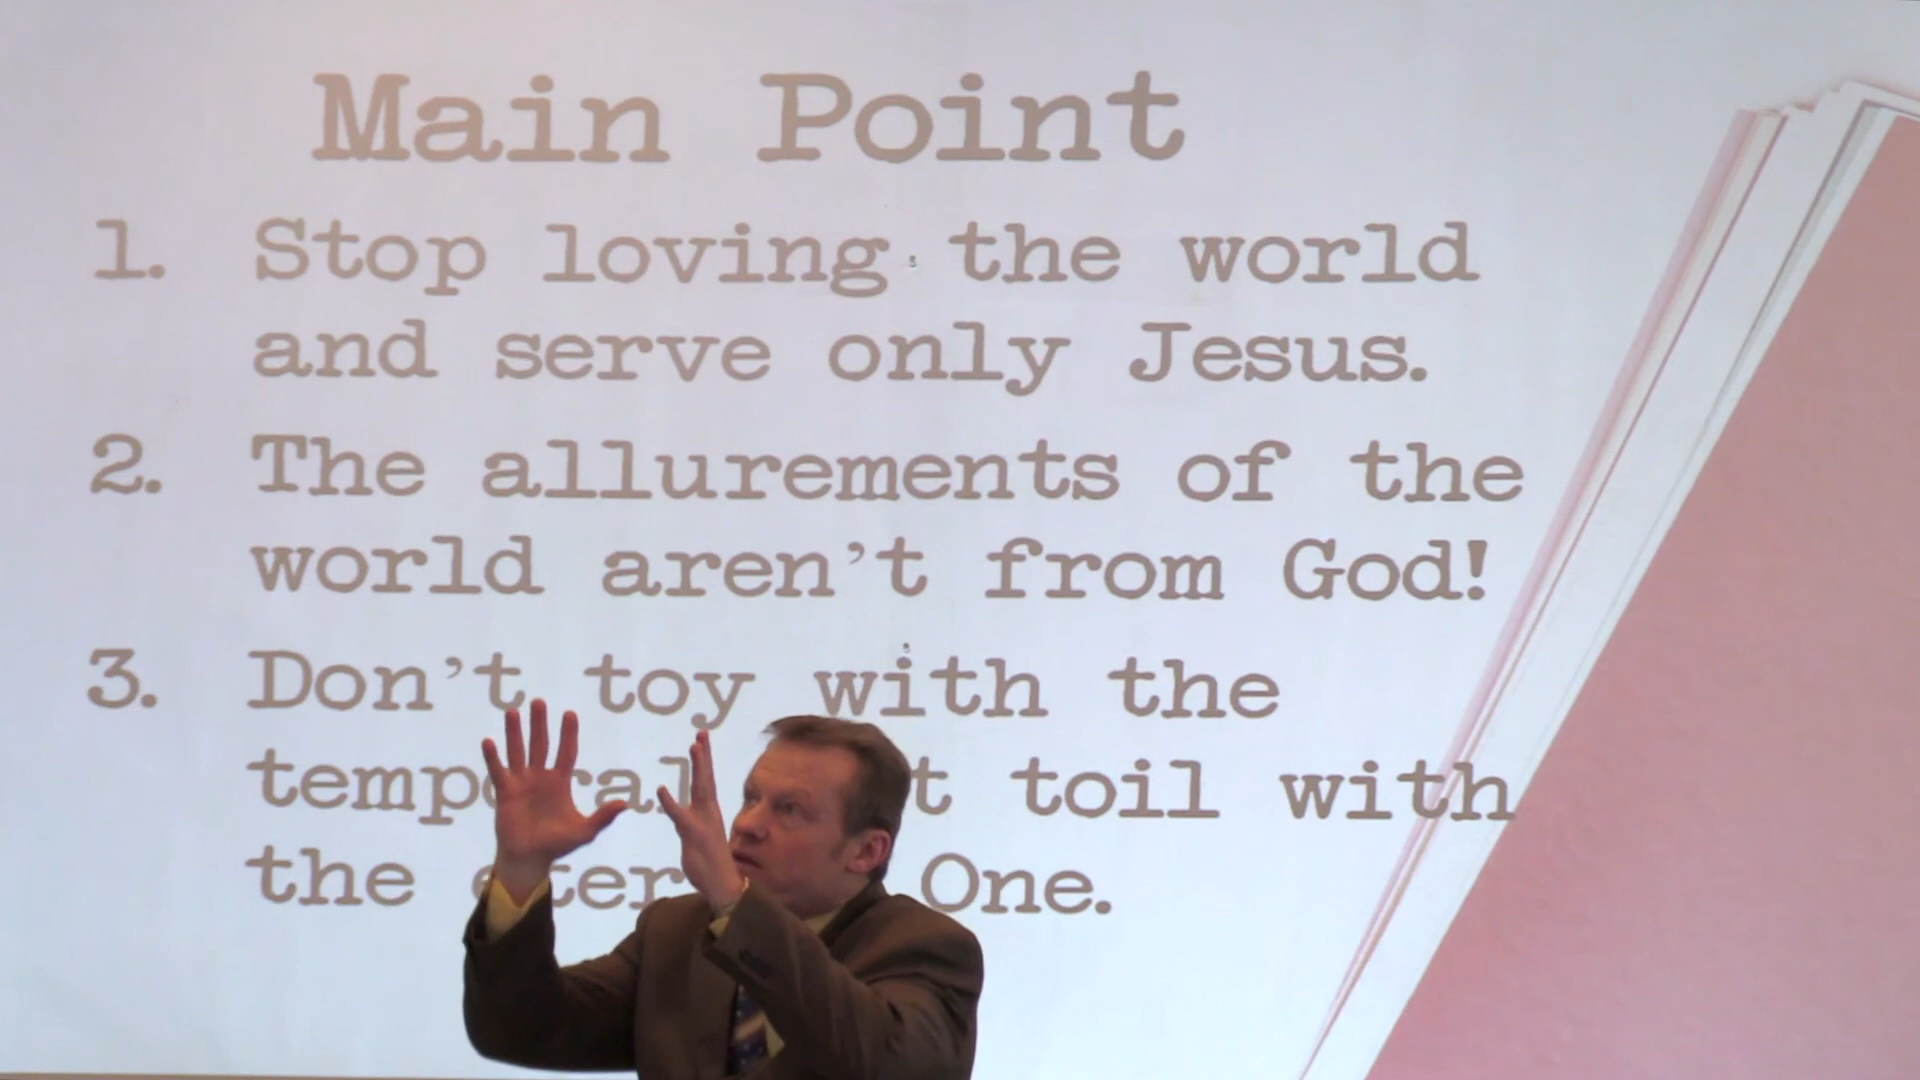 Main Point
1. Stop loving the world
and serve only Jesus.
2. The allurements of the
world aren't from God!
3. Don't toy with the
toil with
the One.